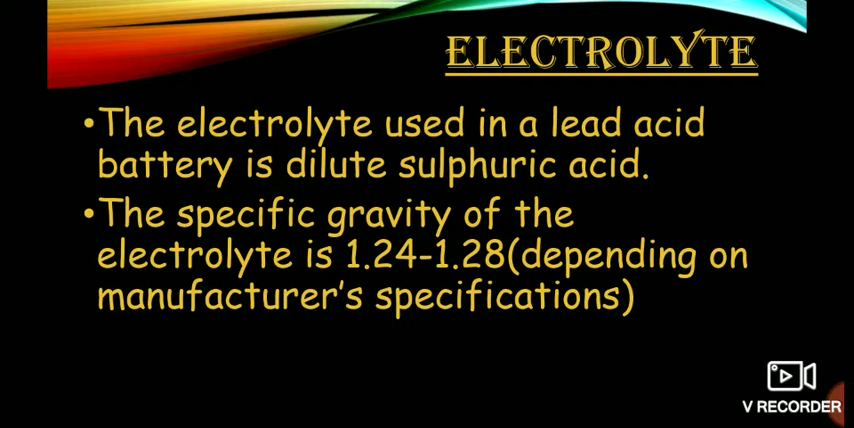 ELECTROLYTE
•The electrolyte used in a lead acid
battery is dilute sulphuric acid.
•The specific gravity of the
electrolyte is 1.24-1.28(depending on
manufacturer's specifications)
V RECORDER